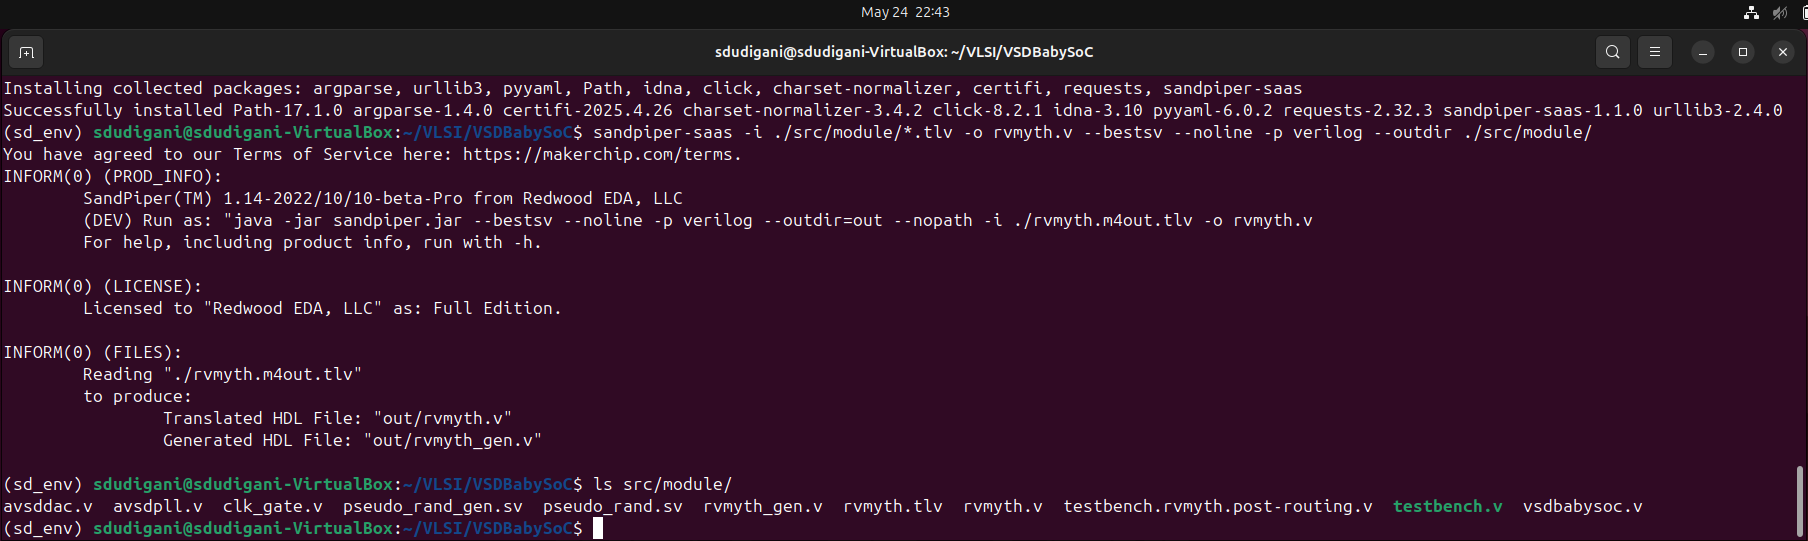 May 24 22:43
sdudigani@sdudigani-VirtualBox: ~/VLSI/VSDBabySoC
Installing collected packages: argparse, urllib3, pyyaml, Path, idna, click, charset-normalizer, certifi, requests, sandpiper-saas
Successfully installed Path-17.1.0 argparse-1.4.0 certifi-2025.4.26 charset-normalizer-3.4.2 click-8.2.1 idna-3.10 pyyaml-6.0.2 requests-2.32.3 sandpiper-saas-1.1.0 urllib3-2.4.0
(sd_env) sdudigani@sdudigani-VirtualBox:~/VLSI/VSDBabySoC$ sandpiper-saas -i ./src/module/*.tlv -o rvmyth.v --bestsv --noline -p verilog --outdir ./src/module/
You have agreed to our Terms of Service here: https://makerchip.com/terms.
INFORM(0) (PROD_INFO):
SandPiper(TM) 1.14-2022/10/10-beta-Pro from Redwood EDA, LLC
(DEV) Run as: "java -jar sandpiper.jar --bestsv --noline -p verilog --outdir=out --nopath -i ./rvmyth.m4out.tlv -o rvmyth.v
For help, including product info, run with -h.
INFORM(0) (LICENSE):
Licensed to "Redwood EDA, LLC" as: Full Edition.
INFORM(0) (FILES):
Reading "./rvmyth.m4out.tlv"
to produce:
Translated HDL File: "out/rvmyth.v"
Generated HDL File: "out/rvmyth_gen.v"
(sd_env) sdudigani@sdudigani-VirtualBox:~/VLSI/VSDBabySoC$ ls src/module/
avsddac.v avsdpll.v clk_gate.v pseudo_rand_gen.sv pseudo_rand.sv rvmyth_gen.v rvmyth.tlv rvmyth.v testbench.rvmyth.post-routing.v testbench.v vsdbabysoc.v
(sd_env) sdudigani@sdudigani-VirtualBox:~/VLSI/VSDBabySoC$